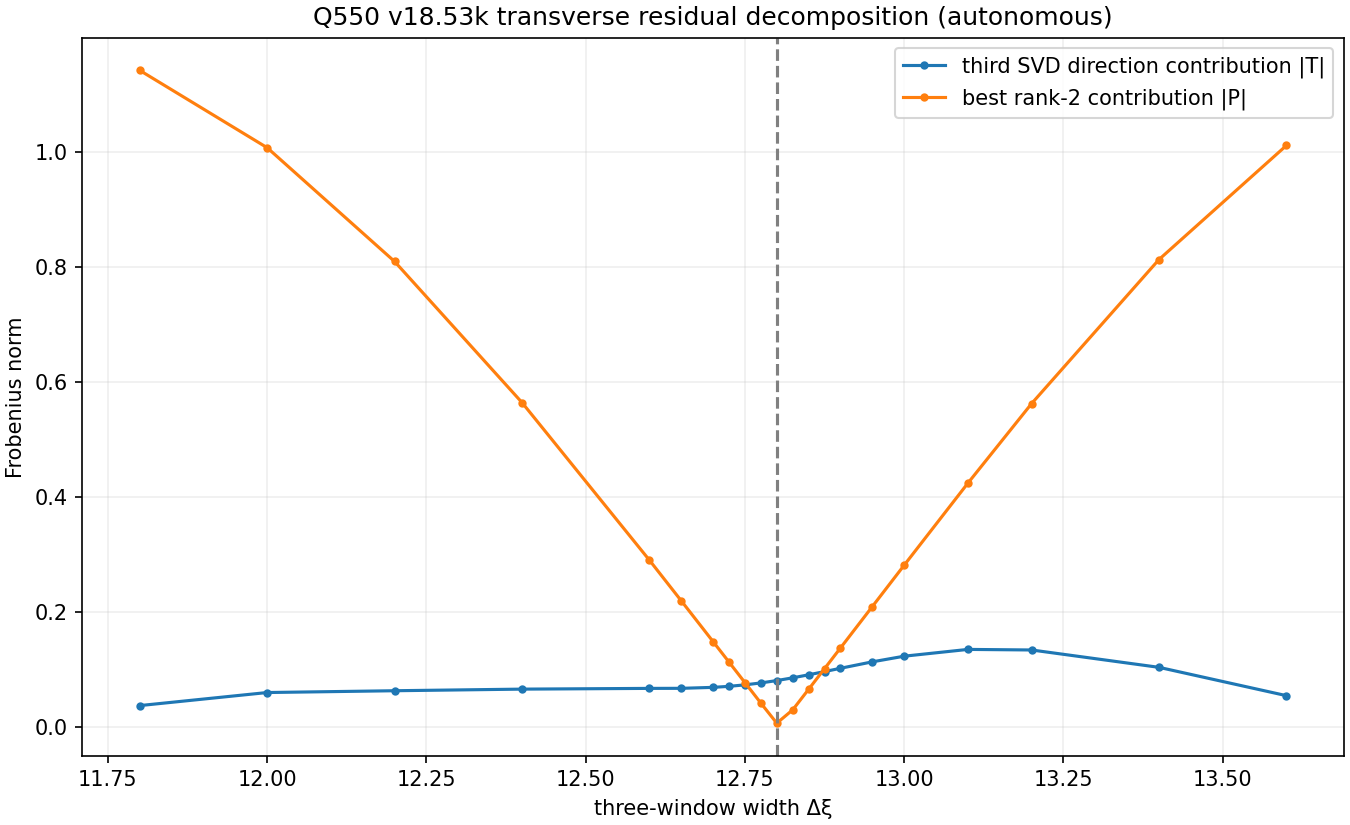 Q550 v18.53k transverse residual decomposition (autonomous)
third SVD direction contribution |T|
best rank-2 contribution |P|
Frobenius norm
1.0
0.8
0.6
0.4
0.2
0.0
11.75 12.00 12.25 12.50 12.75 13.00 13.25 13.50
three-window width Δξ